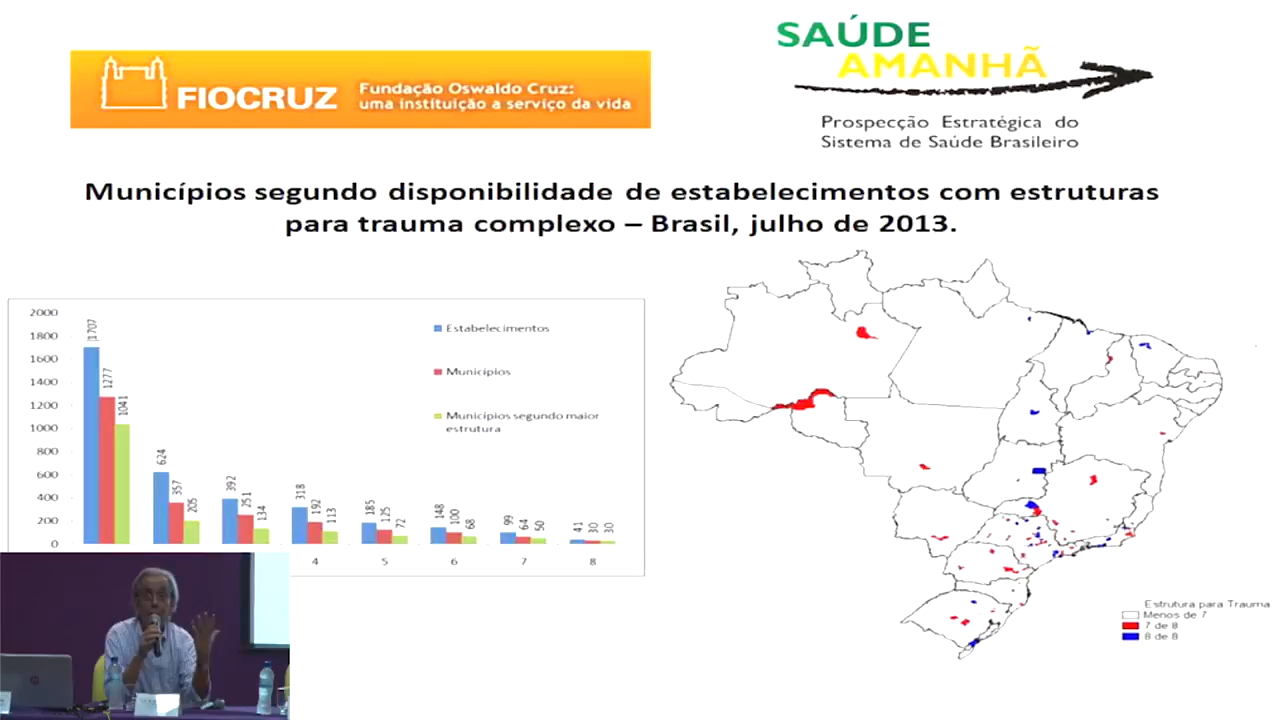 FIOCRUZ
Fundação Oswaldo Cruz:
uma instituição a serviço da vida
SAÚDE
AMANHÃ
Prospecção Estratégica do
Sistema de Saúde Brasileiro
Municípios segundo disponibilidade de estabelecimentos com estruturas
para trauma complexo – Brasil, julho de 2013.
2000
1800
1600
1400
1200
1000
800
600
400
200
0
1707
1277
1041
624
357
205
392
251
134
318
192
113
185
125
72
148
100
68
99
64
50
41
30
30
4
5
6
7
8
Estabelecimentos
Municípios
Municípios segundo maior
estrutura
Estrutura para Trauma
Menos de 7
7 de 8
8 de 8